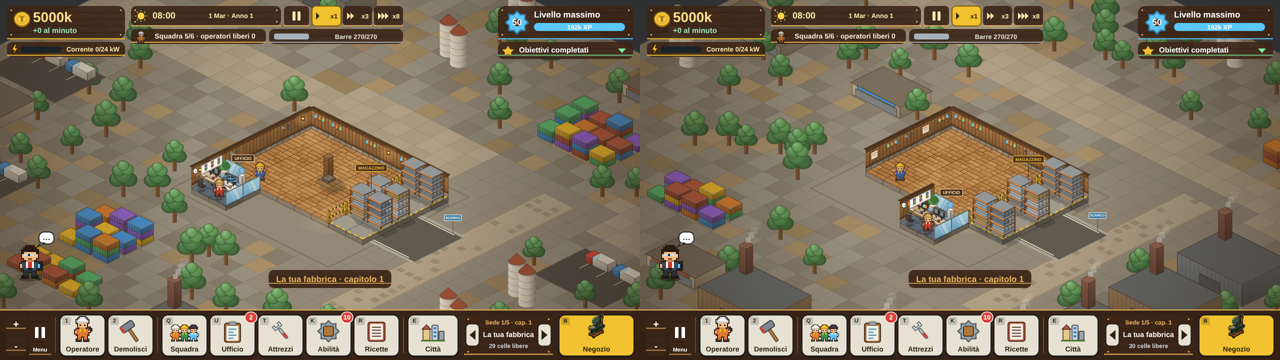 5000k
+0 al minuto
Corrente 0/24 kW
08:00
1 Mar · Anno 1
x1
x3
x8
Squadra 5/6 · operatori liberi 0
Barre 270/270
50
Livello massimo
192k XP
Obiettivi completati
UFFICIO
MAGAZZINO
SCARICO
...
La tua fabbrica · capitolo 1
+
-
Menu
1
Operatore
2
Demolisci
Q
Squadra
U
2
Ufficio
T
Attrezzi
K
10
Abilità
R
Ricette
E
Città
Sede 1/5 · cap. 1
La tua fabbrica
29 celle libere
B
Negozio
5000k
+0 al minuto
Corrente 0/24 kW
08:00
1 Mar · Anno 1
x1
x3
x8
Squadra 5/6 · operatori liberi 0
Barre 270/270
50
Livello massimo
192k XP
Obiettivi completati
MAGAZZINO
UFFICIO
SCARICO
...
La tua fabbrica · capitolo 1
+
-
Menu
1
Operatore
2
Demolisci
Q
Squadra
U
2
Ufficio
T
Attrezzi
K
10
Abilità
R
Ricette
E
Città
Sede 1/5 · cap. 1
La tua fabbrica
30 celle libere
B
Negozio